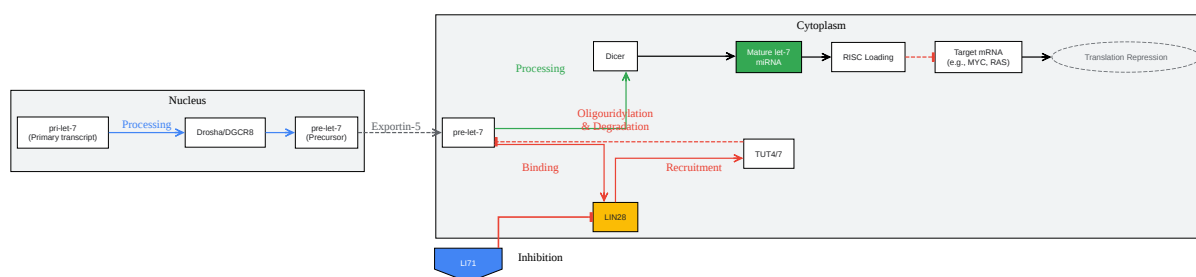 Nucleus
pri-let-7
(Primary transcript)
Processing
Drosha/DGCR8
pre-let-7
(Precursor)
Exportin-5
Cytoplasm
pre-let-7
Processing
Dicer
Mature let-7
miRNA
RISC Loading
Target mRNA
(e.g., MYC, RAS)
Translation Repression
Oligouridylation
& Degradation
Binding
Recruitment
TUT4/7
LIN28
LI71
Inhibition